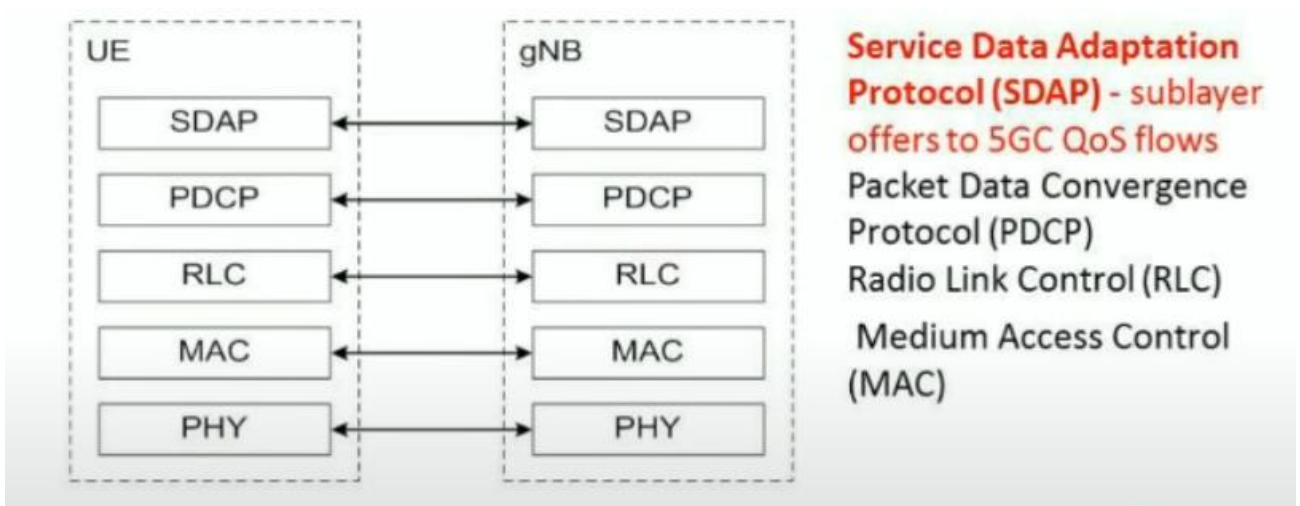 UE
gNB
SDAP
SDAP
PDCP
PDCP
RLC
RLC
MAC
MAC
PHY
PHY
Service Data Adaptation
Protocol (SDAP) - sublayer
offers to 5GC QoS flows
Packet Data Convergence
Protocol (PDCP)
Radio Link Control (RLC)
Medium Access Control
(MAC)